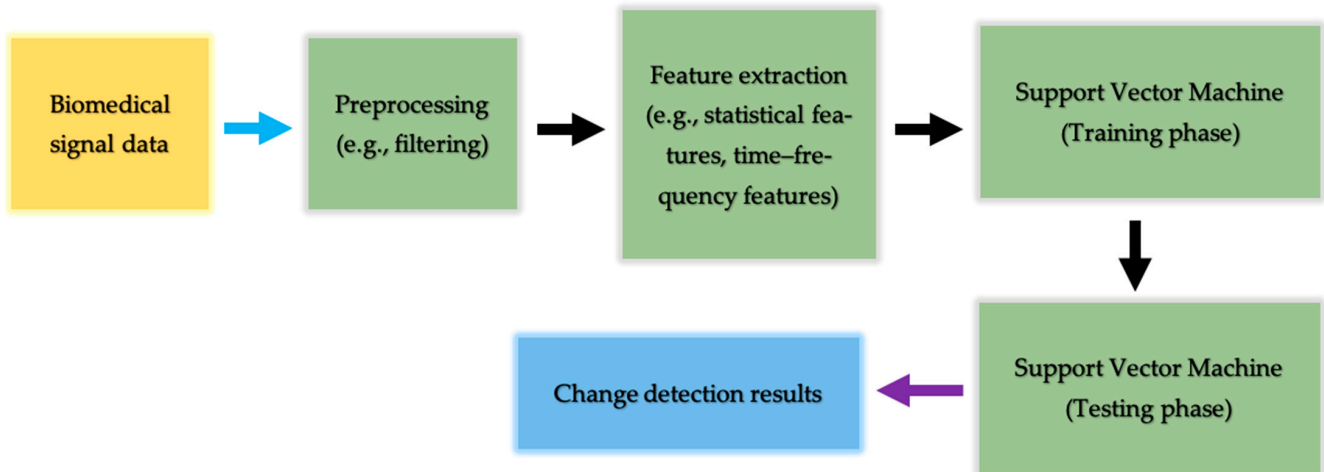 Biomedical
signal data
Preprocessing
(e.g., filtering)
Feature extraction
(e.g., statistical fea-
tures, time–fre-
quency features)
Support Vector Machine
(Training phase)
Support Vector Machine
(Testing phase)
Change detection results